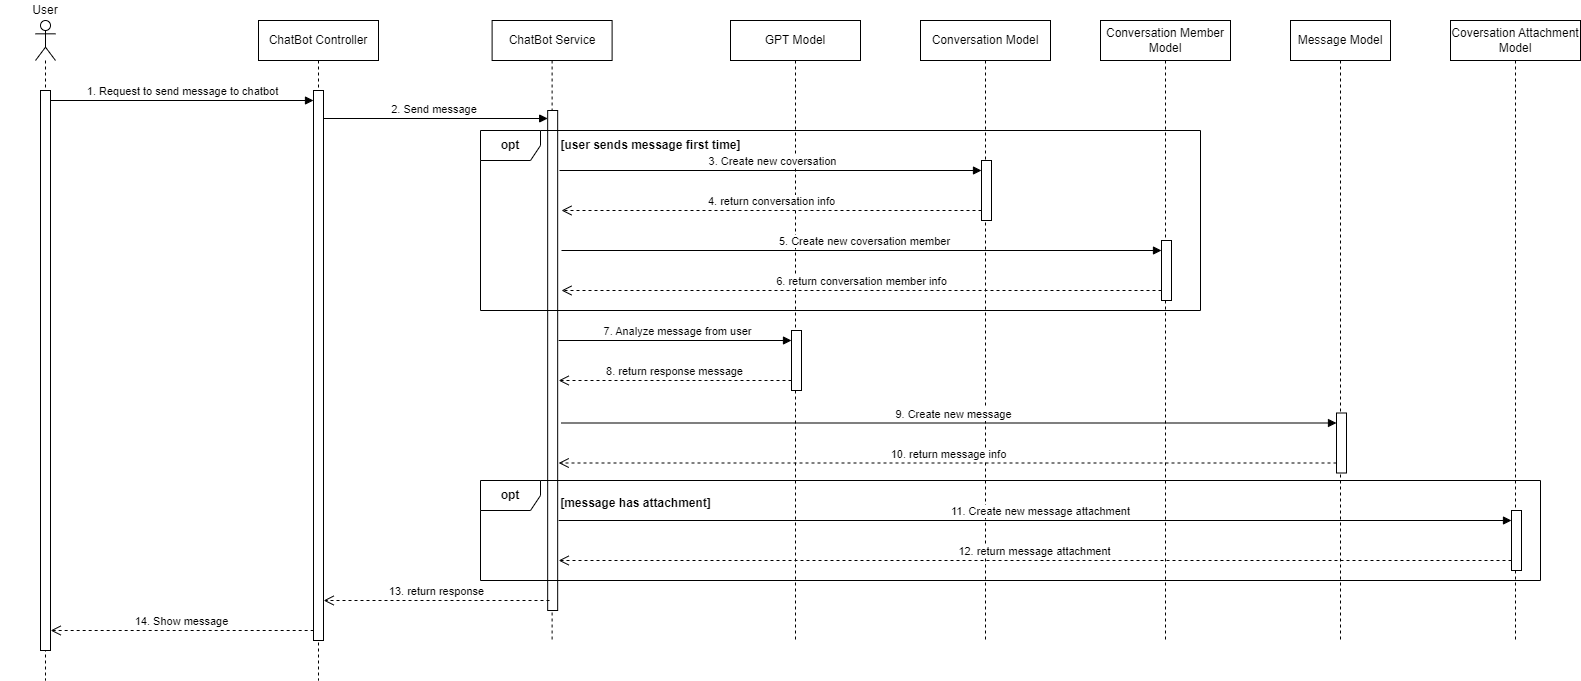 User
ChatBot Controller
ChatBot Service
GPT Model
Conversation Model
Conversation Member
Model
Message Model
Coversation Attachment
Model
1. Request to send message to chatbot
2. Send message
opt
[user sends message first time]
3. Create new coversation
4. return conversation info
5. Create new coversation member
6. return conversation member info
7. Analyze message from user
8. return response message
9. Create new message
10. return message info
opt
[message has attachment]
11. Create new message attachment
12. return message attachment
13. return response
14. Show message